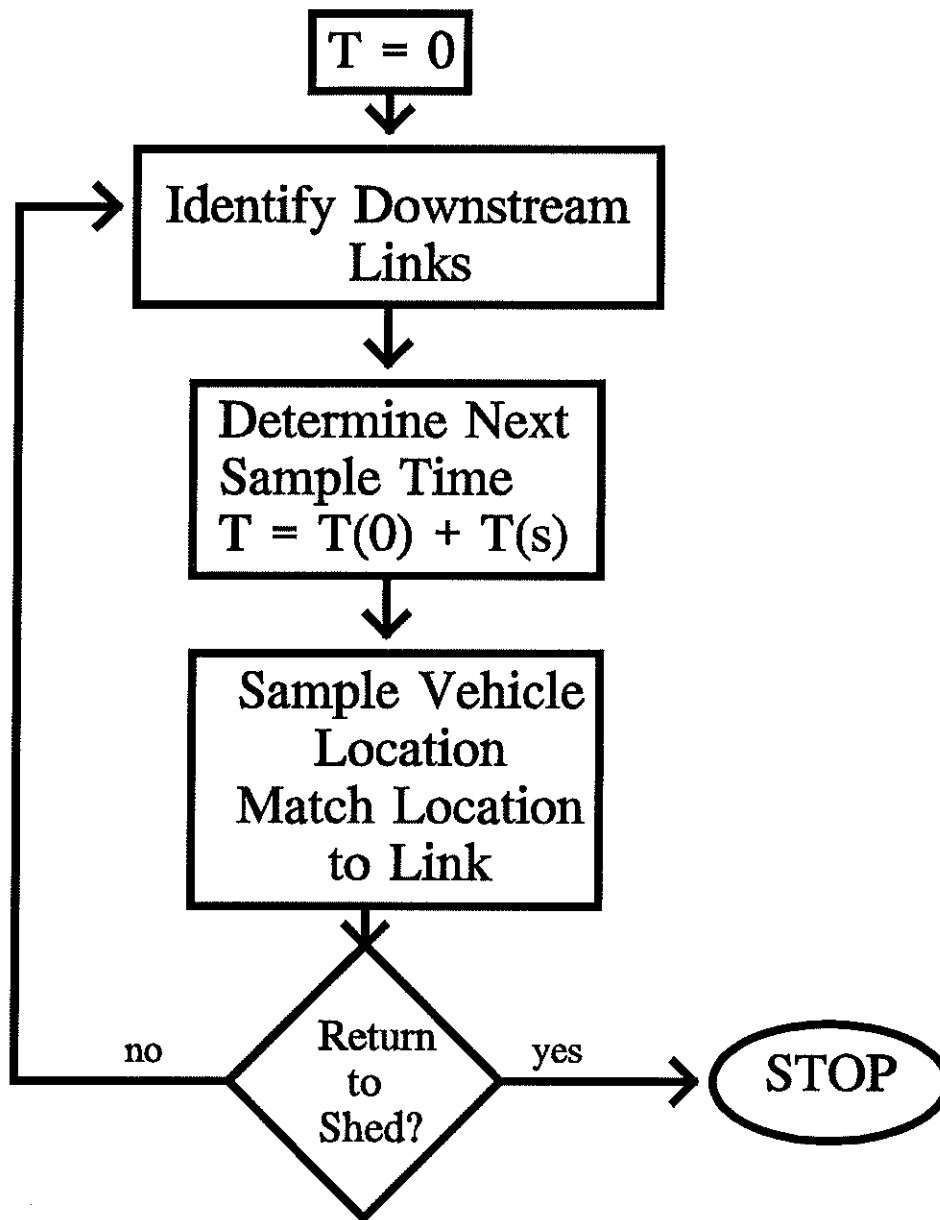 T = 0
Identify Downstream
Links
Determine Next
Sample Time
T = T(0) + T(s)
Sample Vehicle
Location
Match Location
to Link
Return
to
Shed?
no
yes
STOP